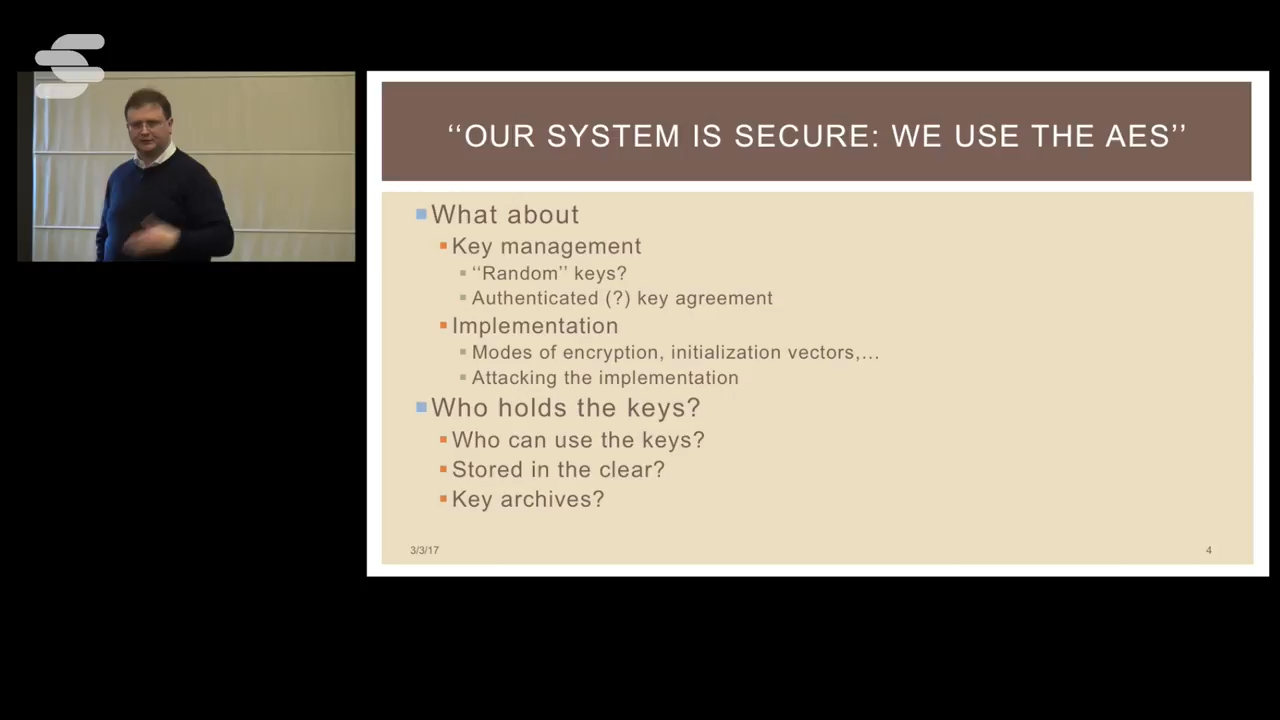 ‘‘OUR SYSTEM IS SECURE: WE USE THE AES’’
What about
Key management
‘‘Random’’ keys?
Authenticated (?) key agreement
Implementation
Modes of encryption, initialization vectors,...
Attacking the implementation
Who holds the keys?
Who can use the keys?
Stored in the clear?
Key archives?
3/3/17
4